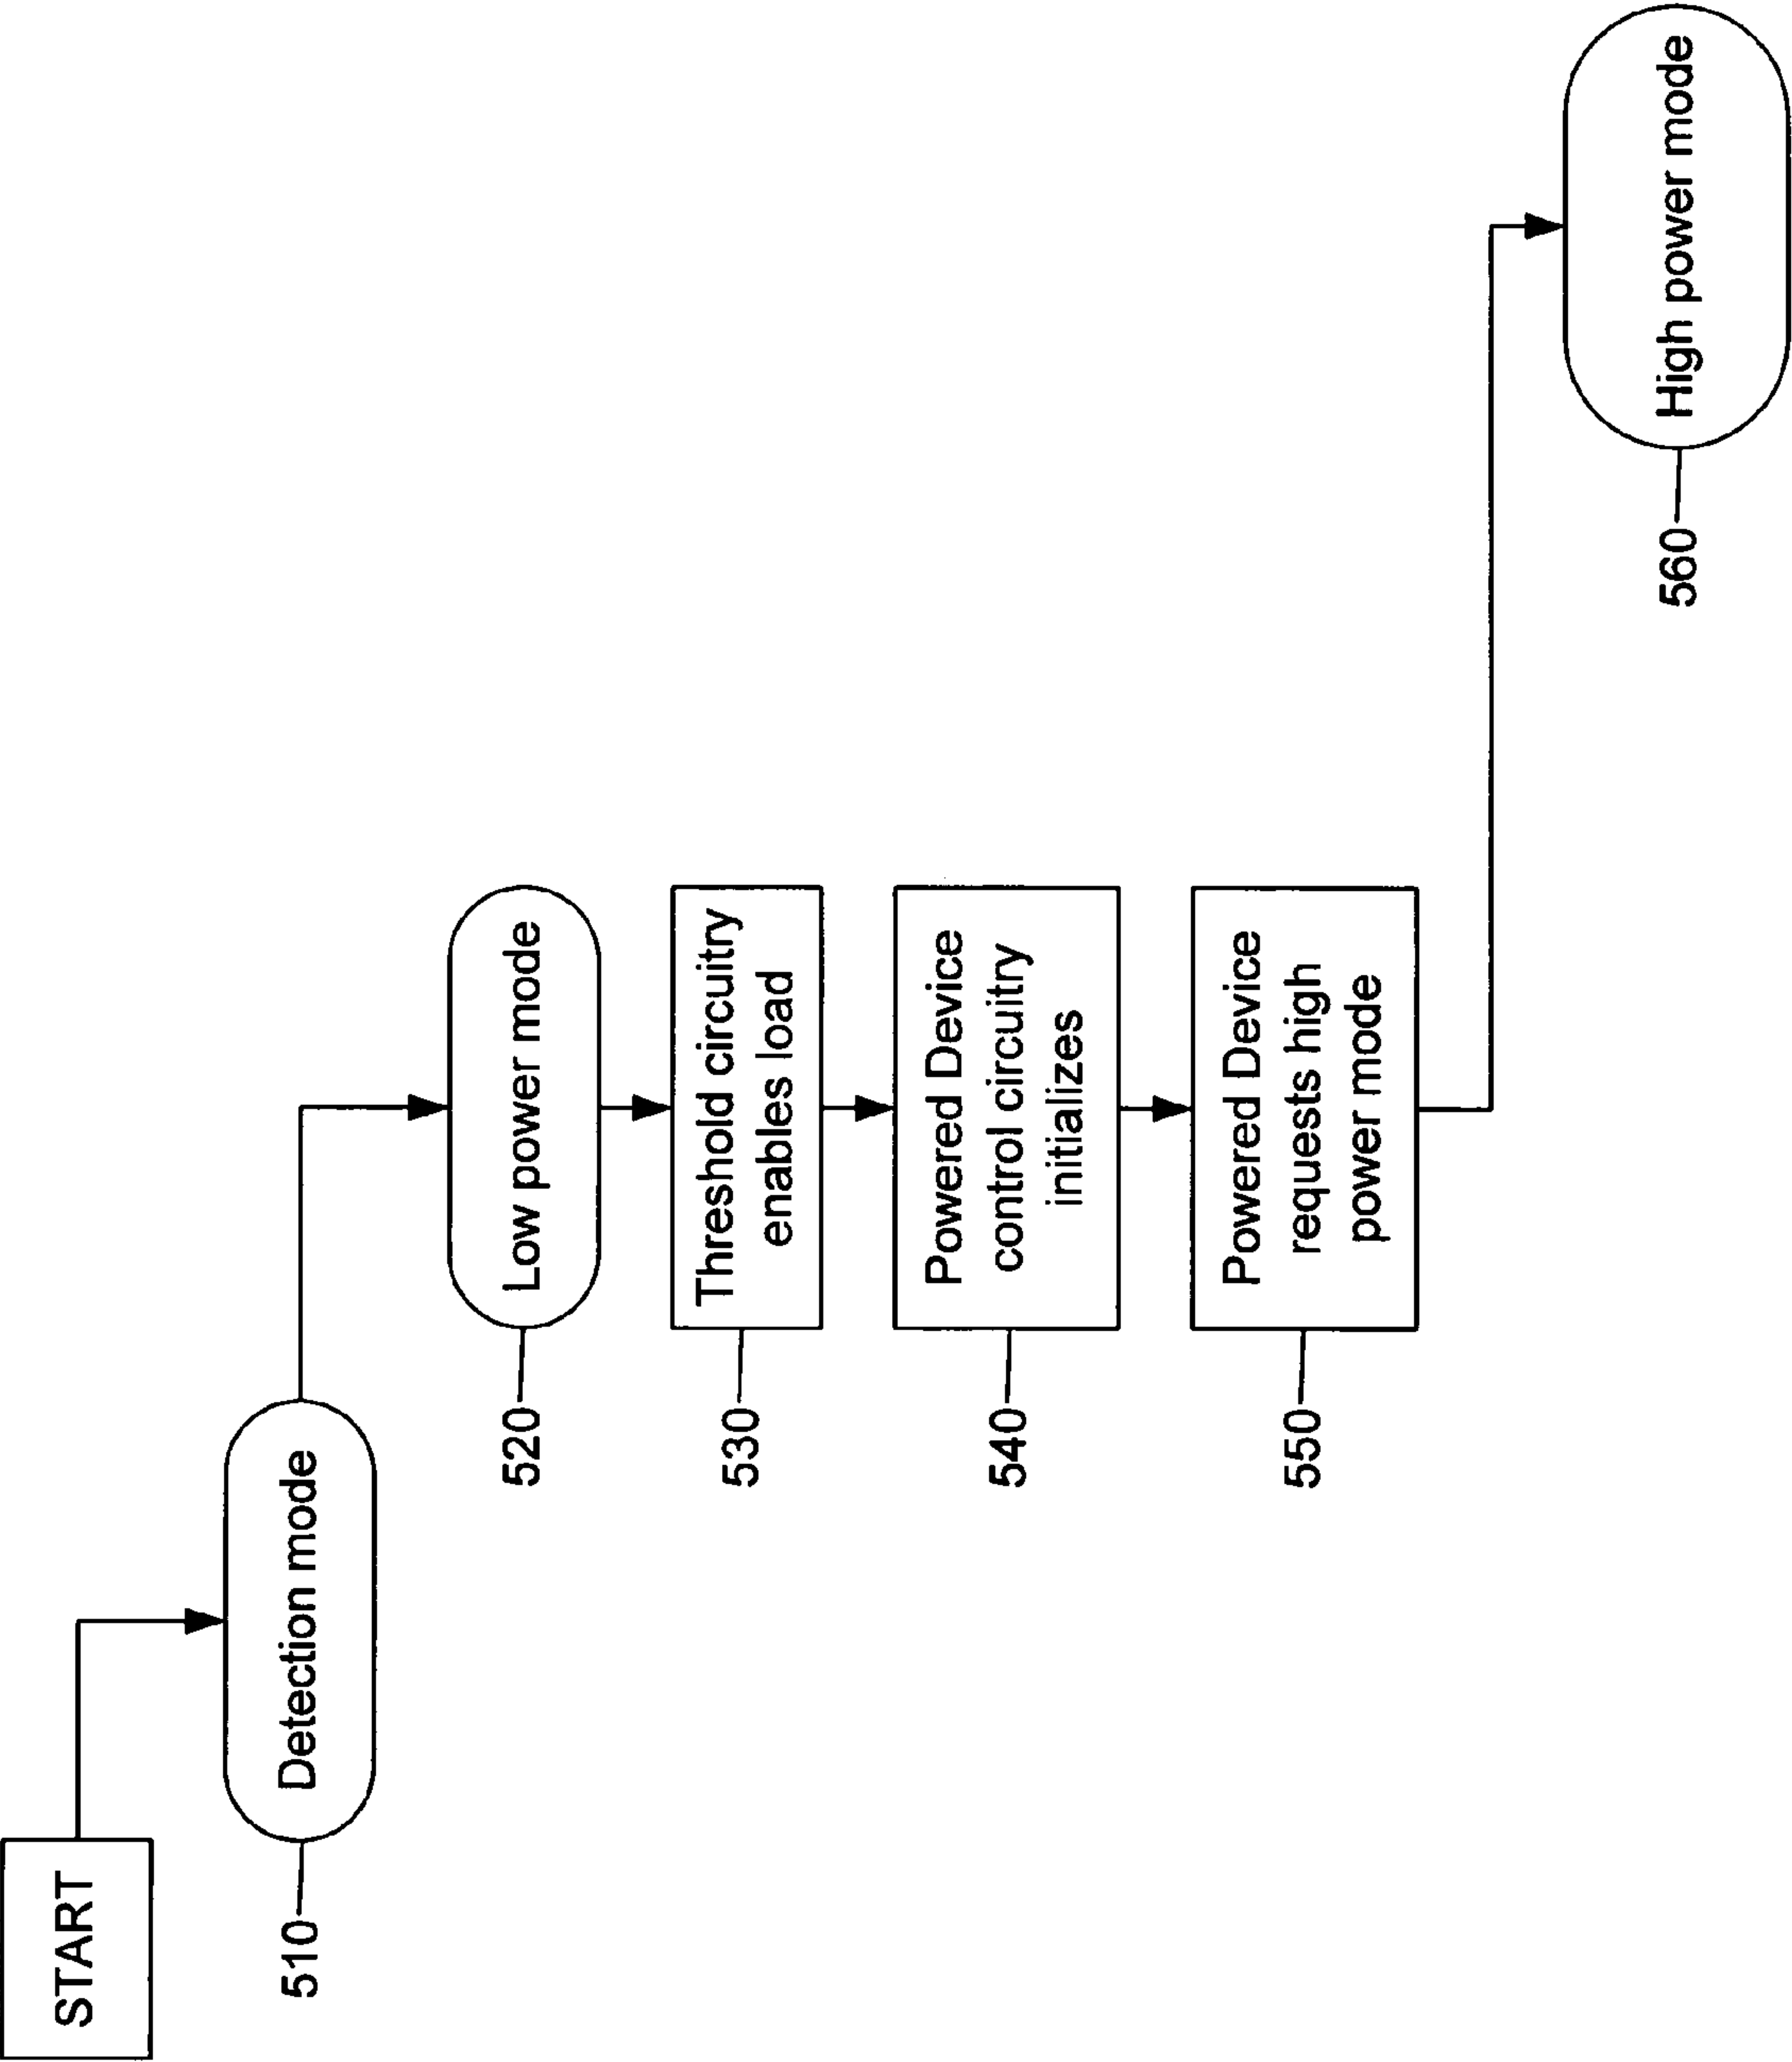 START
510
Detection mode
520
Low power mode
530
Threshold circuitry
enables load
540
Powered Device
control circuitry
initializes
550
Powered Device
requests high
power mode
560
High power mode